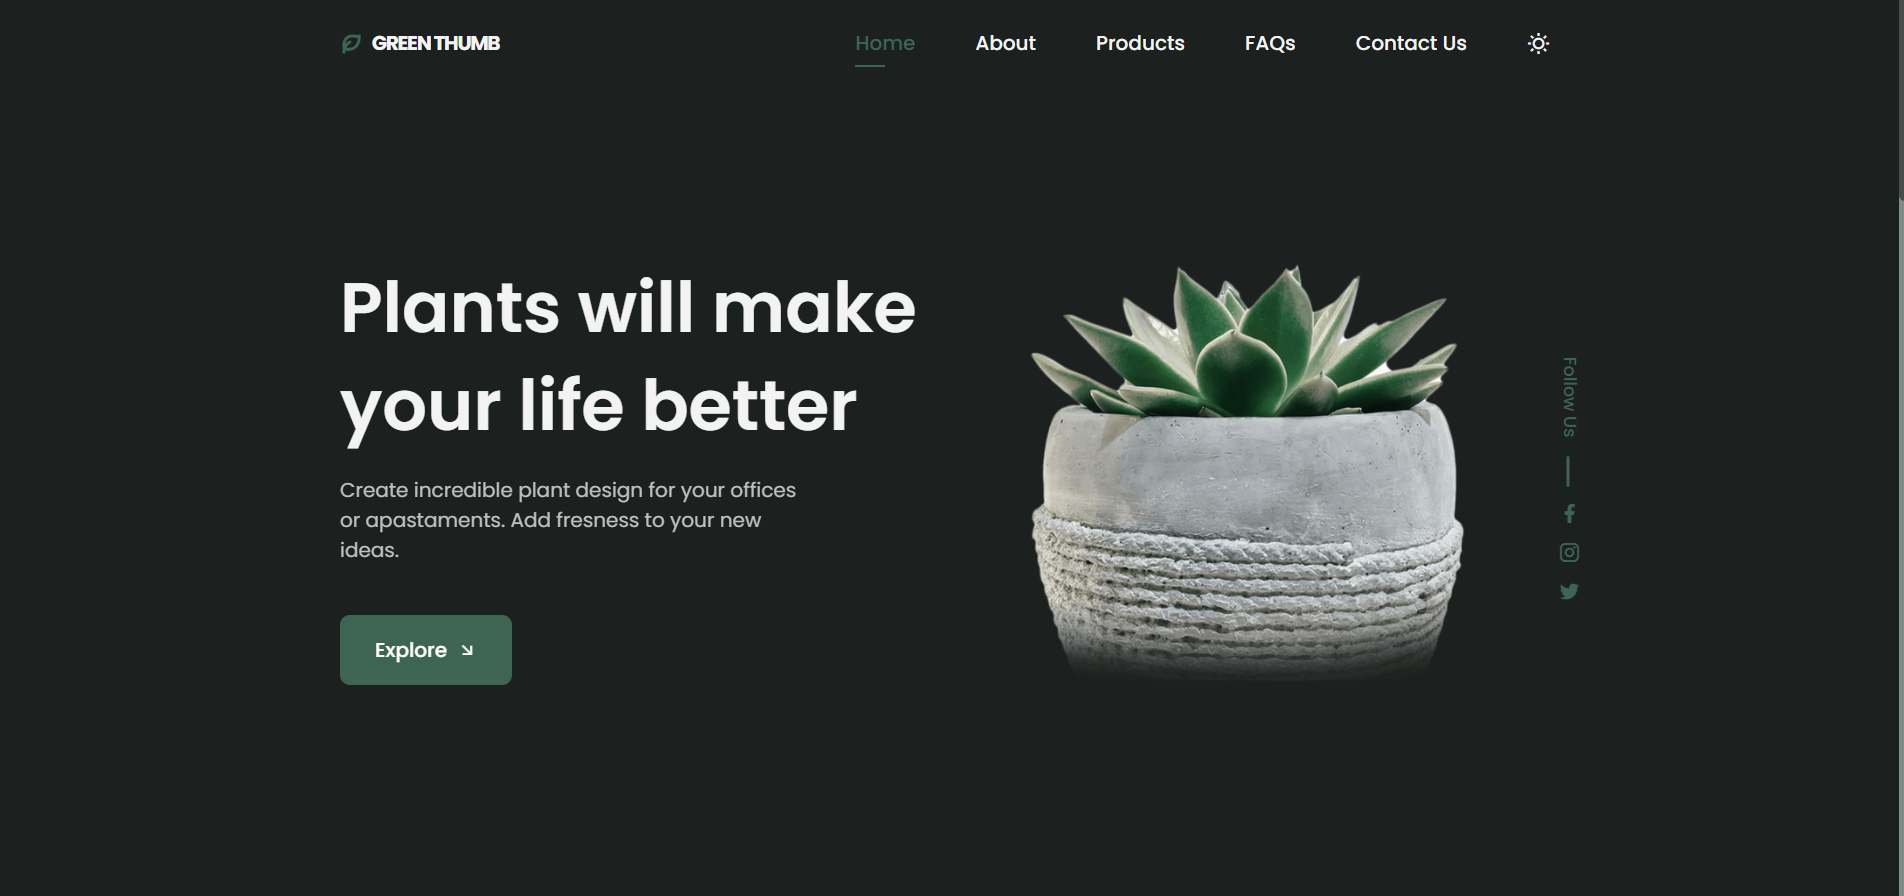 GREEN THUMB
Home
About
Products
FAQs
Contact Us
Plants will make
your life better
Create incredible plant design for your offices
or apastaments. Add fresness to your new
ideas.
Explore
Follow Us